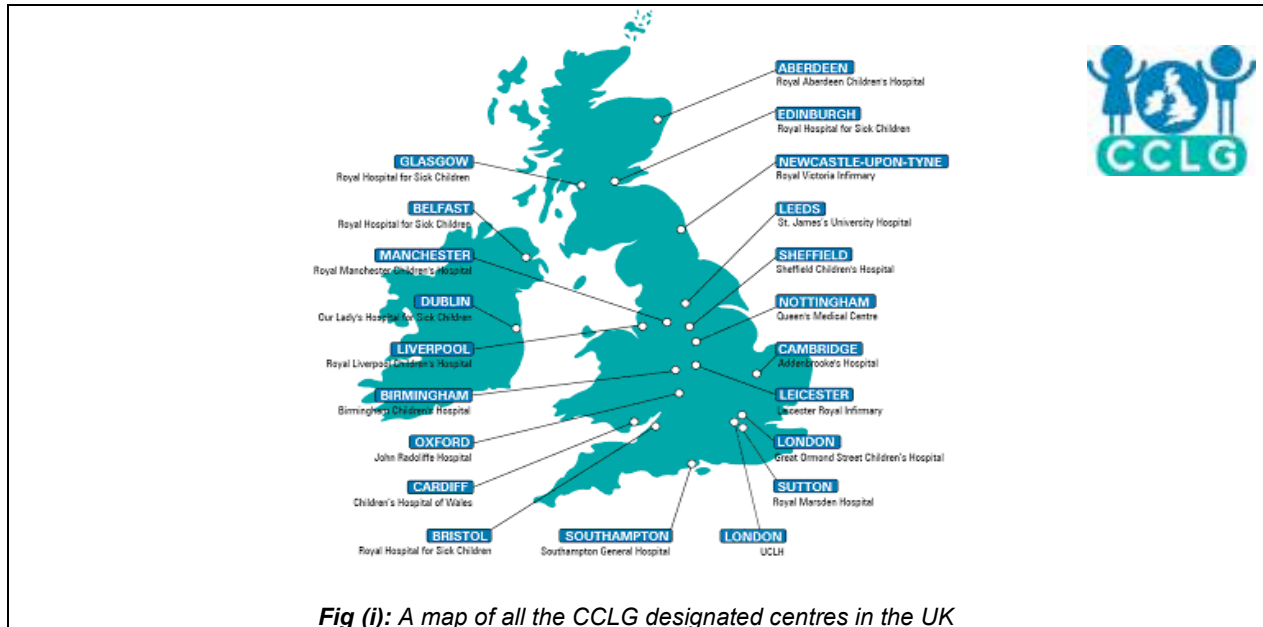 ABERDEEN
Royal Aberdeen Children's Hospital
EDINBURGH
Royal Hospital for Sick Children
GLASGOW
Royal Hospital for Sick Children
NEWCASTLE-UPON-TYNE
Royal Victoria Infirmary
BELFAST
Royal Hospital for Sick Children
LEEDS
St. James's University Hospital
MANCHESTER
Royal Manchester Children's Hospital
SHEFFIELD
Sheffield Children's Hospital
DUBLIN
Our Lady's Hospital for Sick Children
NOTTINGHAM
Queen's Medical Centre
LIVERPOOL
Royal Liverpool Children's Hospital
CAMBRIDGE
Addenbrooke's Hospital
BIRMINGHAM
Birmingham Children's Hospital
LEICESTER
Leicester Royal Infirmary
OXFORD
John Radcliffe Hospital
LONDON
Great Ormond Street Children's Hospital
CARDIFF
Children's Hospital of Wales
SUTTON
Royal Marsden Hospital
BRISTOL
Royal Hospital for Sick Children
SOUTHAMPTON
Southampton General Hospital
LONDON
UCLH
CCLG
Fig (i): A map of all the CCLG designated centres in the UK